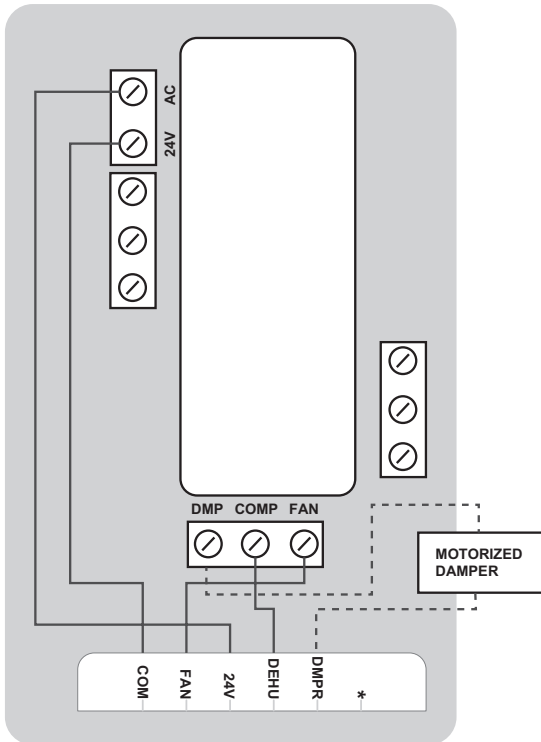 AC
24V
DMP COMP FAN
MOTORIZED
DAMPER
COM FAN 24V DEHU DMPR *